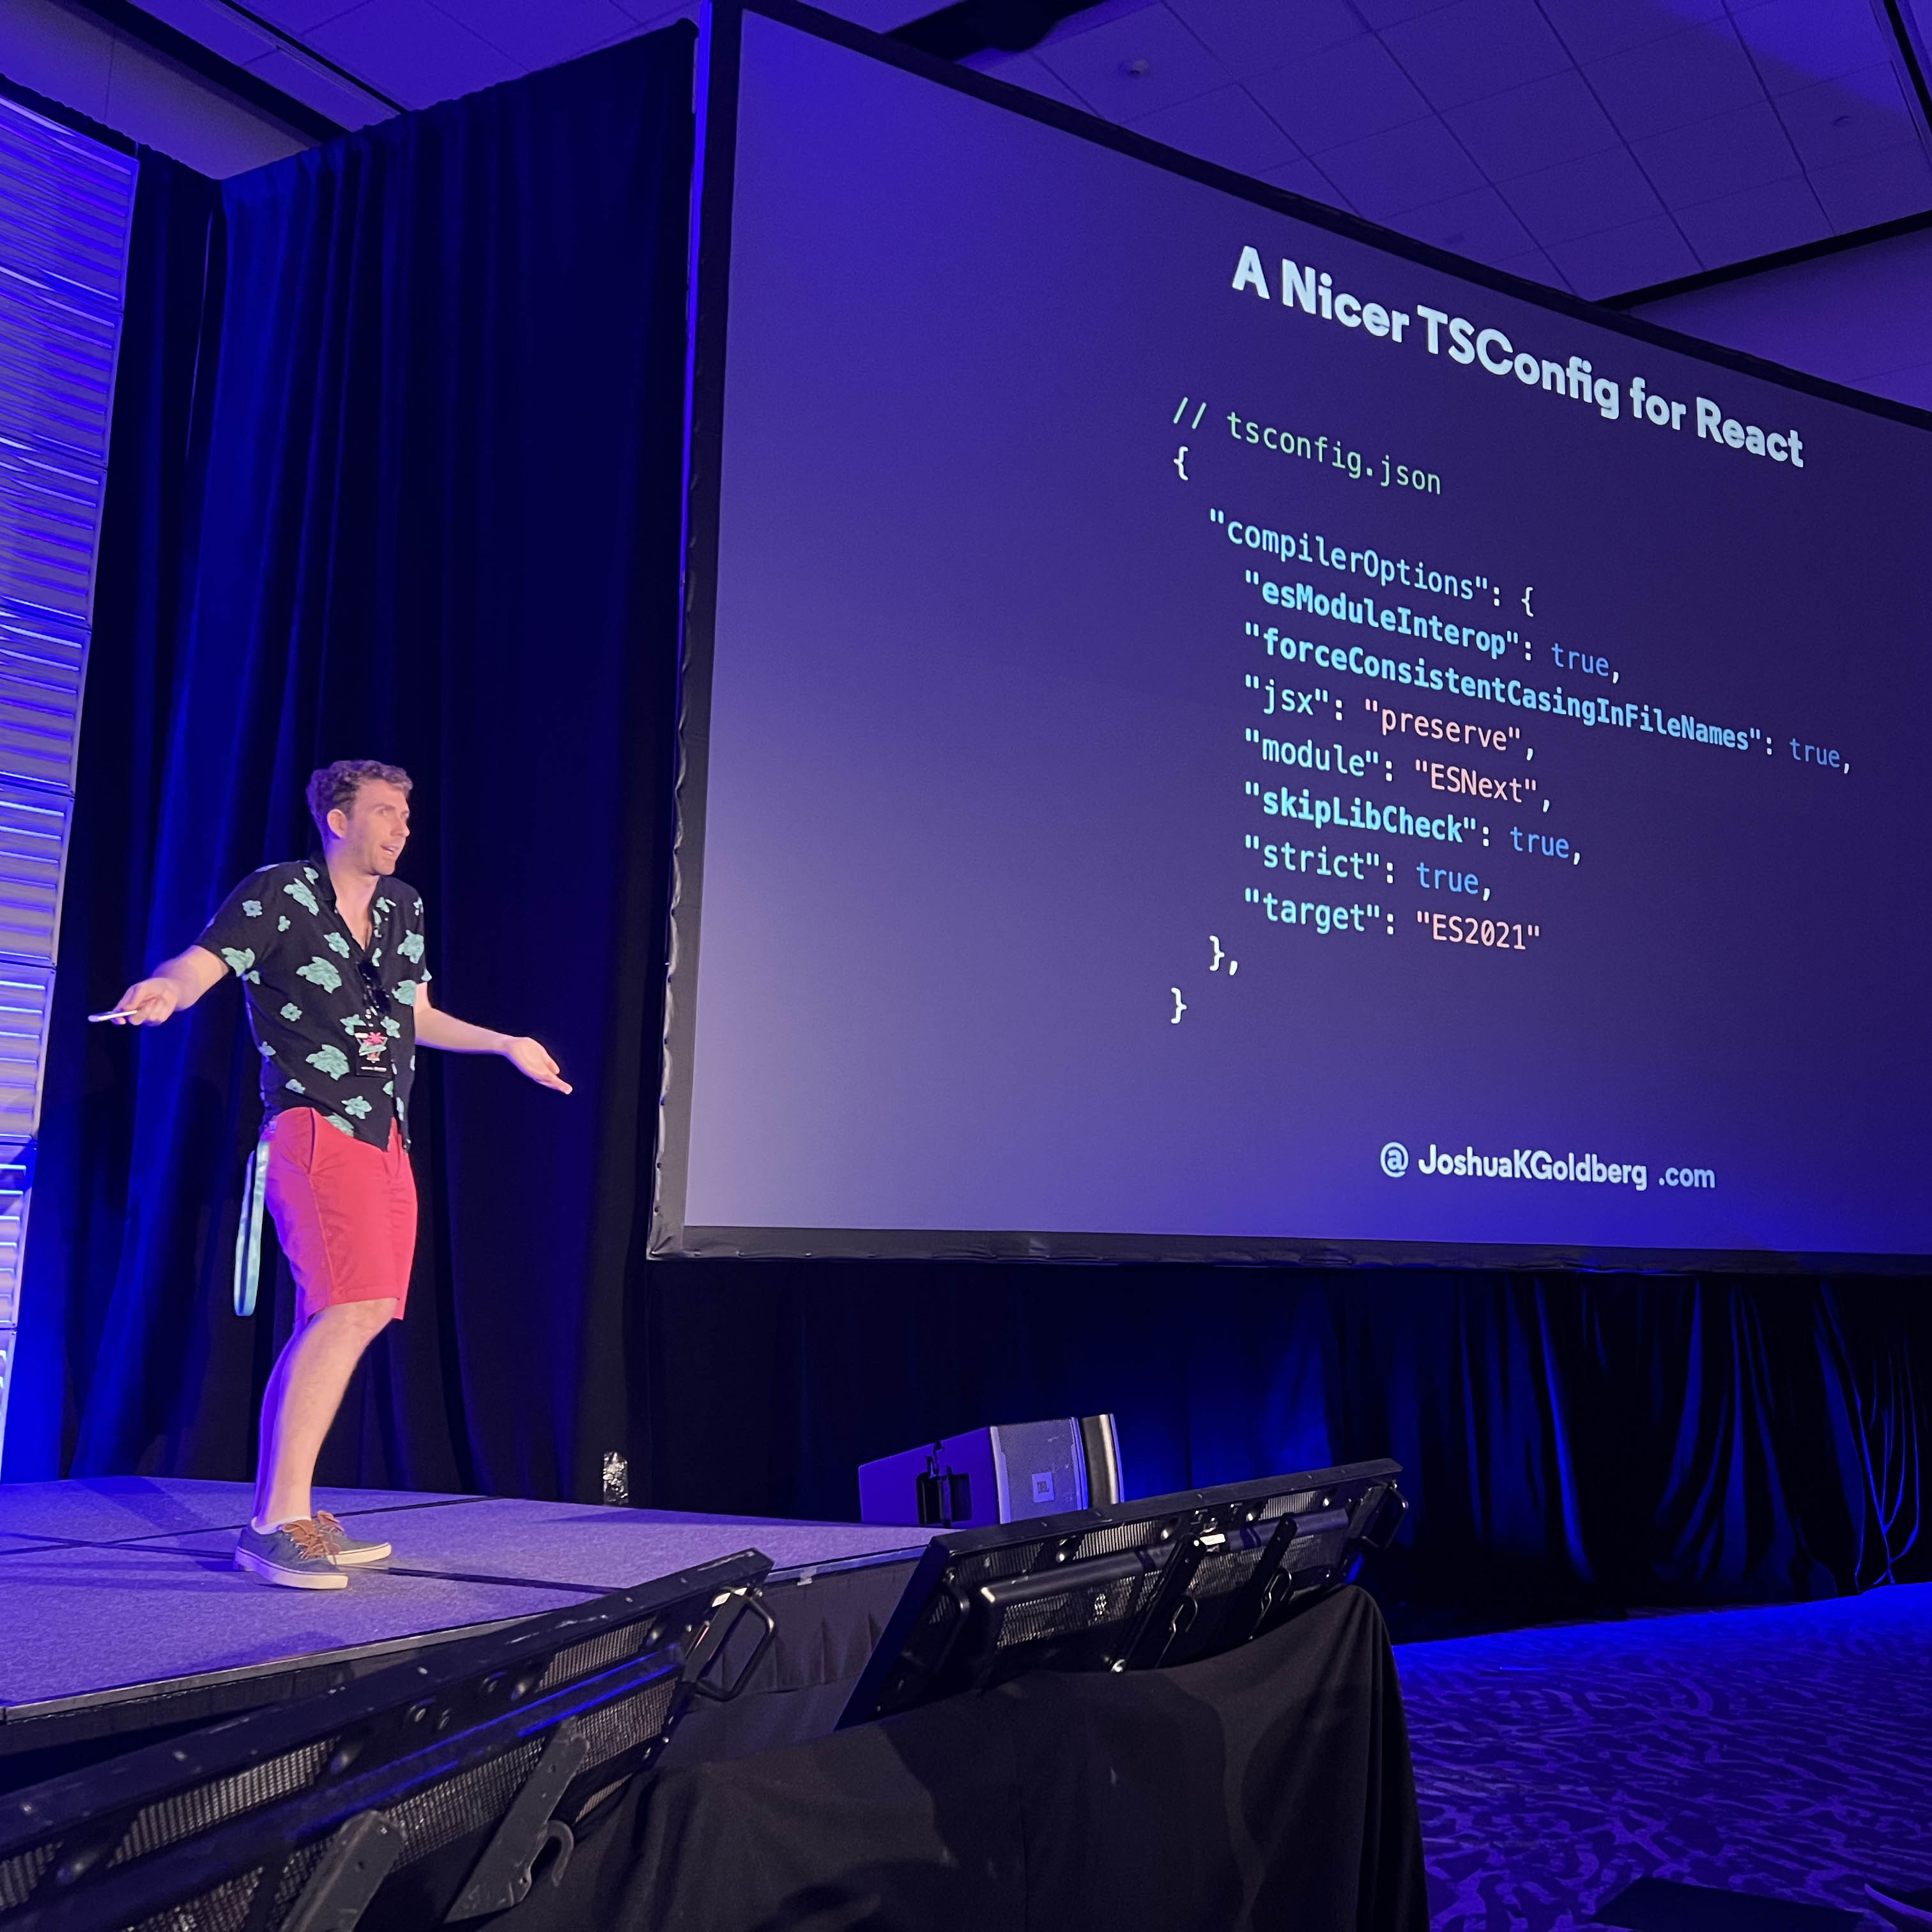 A Nicer TSConfig for React
// tsconfig.json
{
"compilerOptions": {
"esModuleInterop": true,
"forceConsistentCasingInFileNames": true,
"jsx": "preserve",
"module": "ESNext",
"skipLibCheck": true,
"strict": true,
"target": "ES2021"
},
}
@ JoshuaKGoldberg .com
JBL